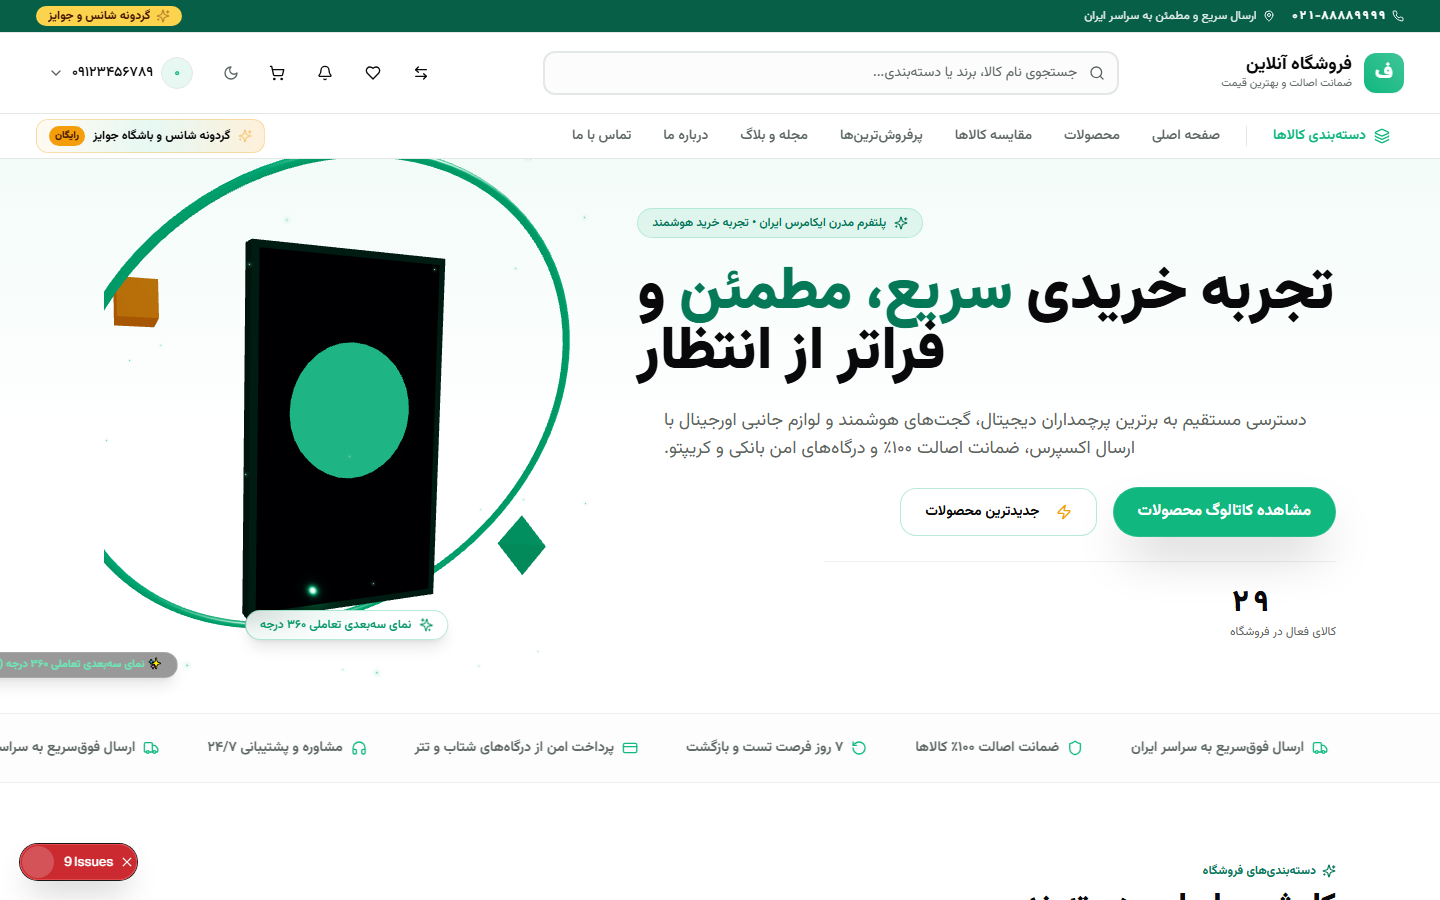 ۰۲۱-۸۸۸۸۹۹۹۹
ارسال سریع و مطمئن به سراسر ایران
گردونه شانس و جوایز
ف
فروشگاه آنلاین
ضمانت اصالت و بهترین قیمت
جستجوی نام کالا، برند یا دسته‌بندی...
۰
۰۹۱۲۳۴۵۶۷۸۹
دسته‌بندی کالاها
صفحه اصلی
محصولات
مقایسه کالاها
پرفروش‌ترین‌ها
مجله و بلاگ
درباره ما
تماس با ما
گردونه شانس و باشگاه جوایز
رایگان
پلتفرم مدرن ایکامرس ایران • تجربه خرید هوشمند
تجربه خریدی سریع، مطمئن و
فراتر از انتظار
دسترسی مستقیم به برترین پرچمداران دیجیتال، گجت‌های هوشمند و لوازم جانبی اورجینال با
ارسال اکسپرس، ضمانت اصالت ۱۰۰٪ و درگاه‌های امن بانکی و کریپتو.
مشاهده کاتالوگ محصولات
جدیدترین محصولات
۲۹
کالای فعال در فروشگاه
نمای سه‌بعدی تعاملی ۳۶۰ درجه
✨ نمای سه‌بعدی تعاملی ۳۶۰ درجه (
ارسال فوق‌سریع به سراسر ایران
ضمانت اصالت ۱۰۰٪ کالاها
۷ روز فرصت تست و بازگشت
پرداخت امن از درگاه‌های شتاب و تتر
مشاوره و پشتیبانی ۲۴/۷
ارسال فوق‌سریع به سراسر
دسته‌بندی‌های فروشگاه
9 Issues